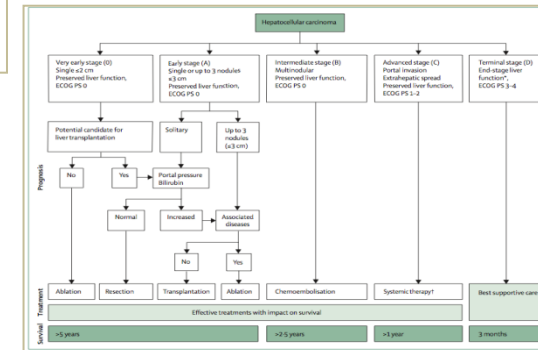 Hepatocellular carcinoma
Very early stage (0)
Single ≤2 cm
Preserved liver function,
ECOG PS 0
Early stage (A)
Single or up to 3 nodules
≤3 cm
Preserved liver function,
ECOG PS 0
Intermediate stage (B)
Multinodular
Preserved liver function,
ECOG PS 0
Advanced stage (C)
Portal invasion
Extrahepatic spread
Preserved liver function,
ECOG PS 1–2
Terminal stage (D)
End-stage liver
function*,
ECOG PS 3–4
Potential candidate for
liver transplantation
Solitary
Up to 3
nodules
(≤3 cm)
Prognosis
No
Yes
Portal pressure
Bilirubin
Normal
Increased
Associated
diseases
No
Yes
Treatment
Ablation
Resection
Transplantation
Ablation
Chemoembolisation
Systemic therapy†
Best supportive care
Effective treatments with impact on survival
Survival
>5 years
>2·5 years
>1 year
3 months